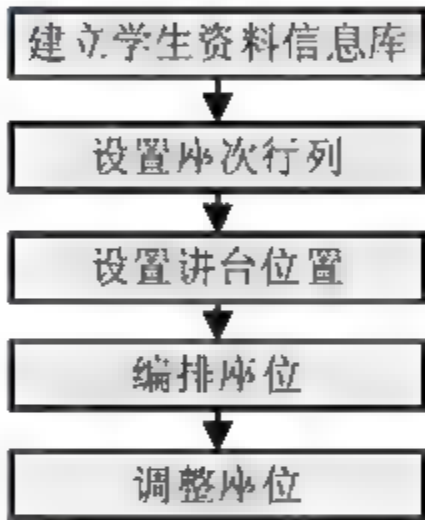 建立学生资料信息库
设置座次行列
设置讲台位置
编排座位
调整座位